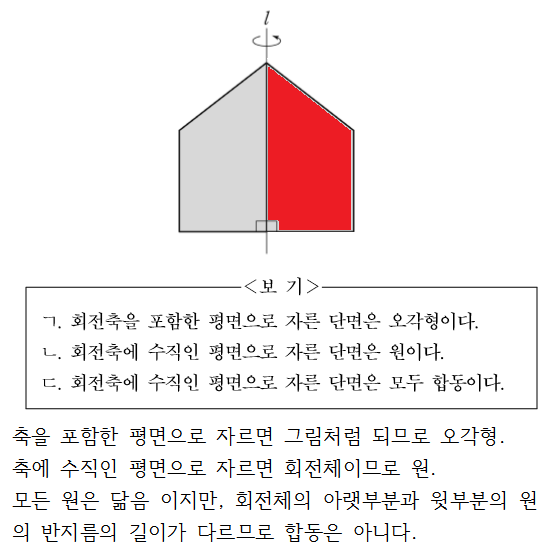 l
<보 기>
ㄱ. 회전축을 포함한 평면으로 자른 단면은 오각형이다.
ㄴ. 회전축에 수직인 평면으로 자른 단면은 원이다.
ㄷ. 회전축에 수직인 평면으로 자른 단면은 모두 합동이다.
축을 포함한 평면으로 자르면 그림처럼 되므로 오각형.
축에 수직인 평면으로 자르면 회전체이므로 원.
모든 원은 닮음 이지만, 회전체의 아랫부분과 윗부분의 원
의 반지름의 길이가 다르므로 합동은 아니다.